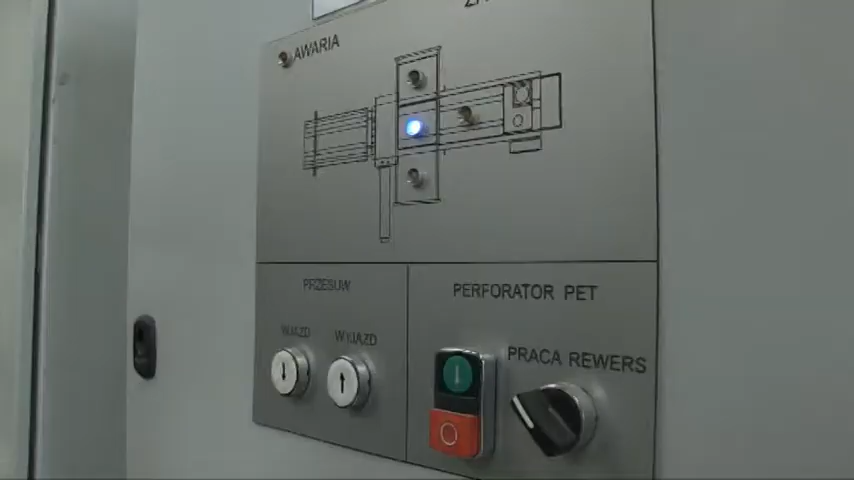 AWARIA
PRZESUW
WJAZD
WYJAZD
PERFORATOR PET
PRACA REWERS